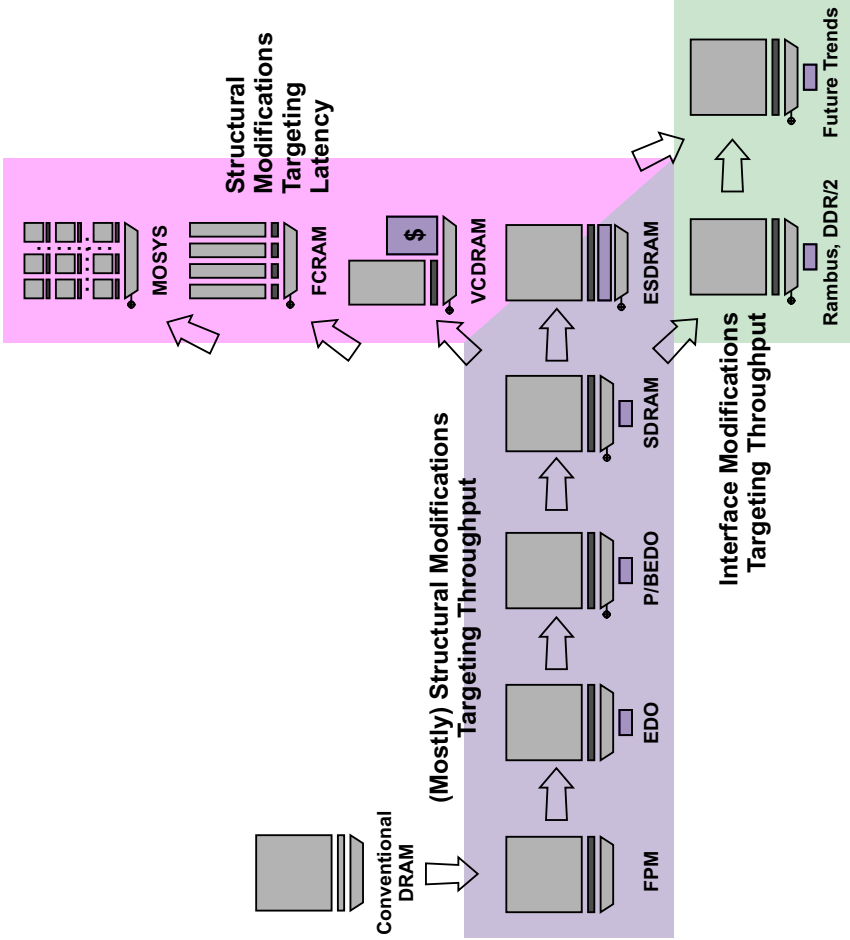 Structural
Modifications
Targeting
Latency
MOSYS
FCRAM
$
VCDRAM
ESDRAM
Future Trends
Rambus, DDR/2
Interface Modifications
Targeting Throughput
(Mostly) Structural Modifications
Targeting Throughput
SDRAM
P/BEDO
EDO
FPM
Conventional
DRAM